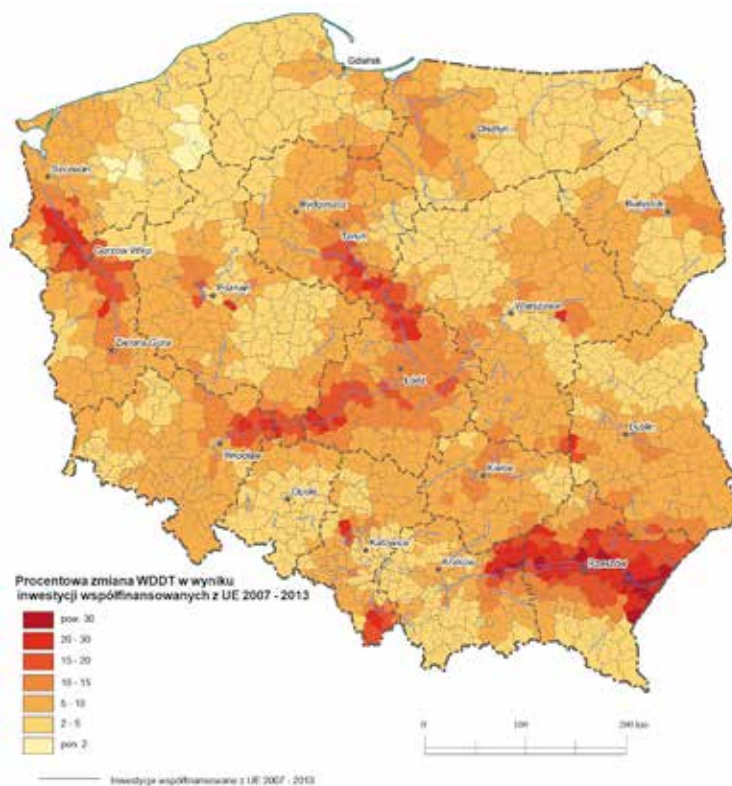 Gdańsk
Olsztyn
Szczecin
Białystok
Bydgoszcz
Toruń
Gorzów Wlkp
Poznań
Warszawa
Zielona Góra
Łódź
Wrocław
Lublin
Kielce
Opole
Katowice
Kraków
Rzeszów
Procentowa zmiana WDDT w wyniku
inwestycji współfinansowanych z UE 2007 - 2013
pow. 30
20 - 30
15 - 20
10 - 15
5 - 10
2 - 5
pon. 2
0 100 200 km
Inwestycje współfinansowane z UE 2007 - 2013